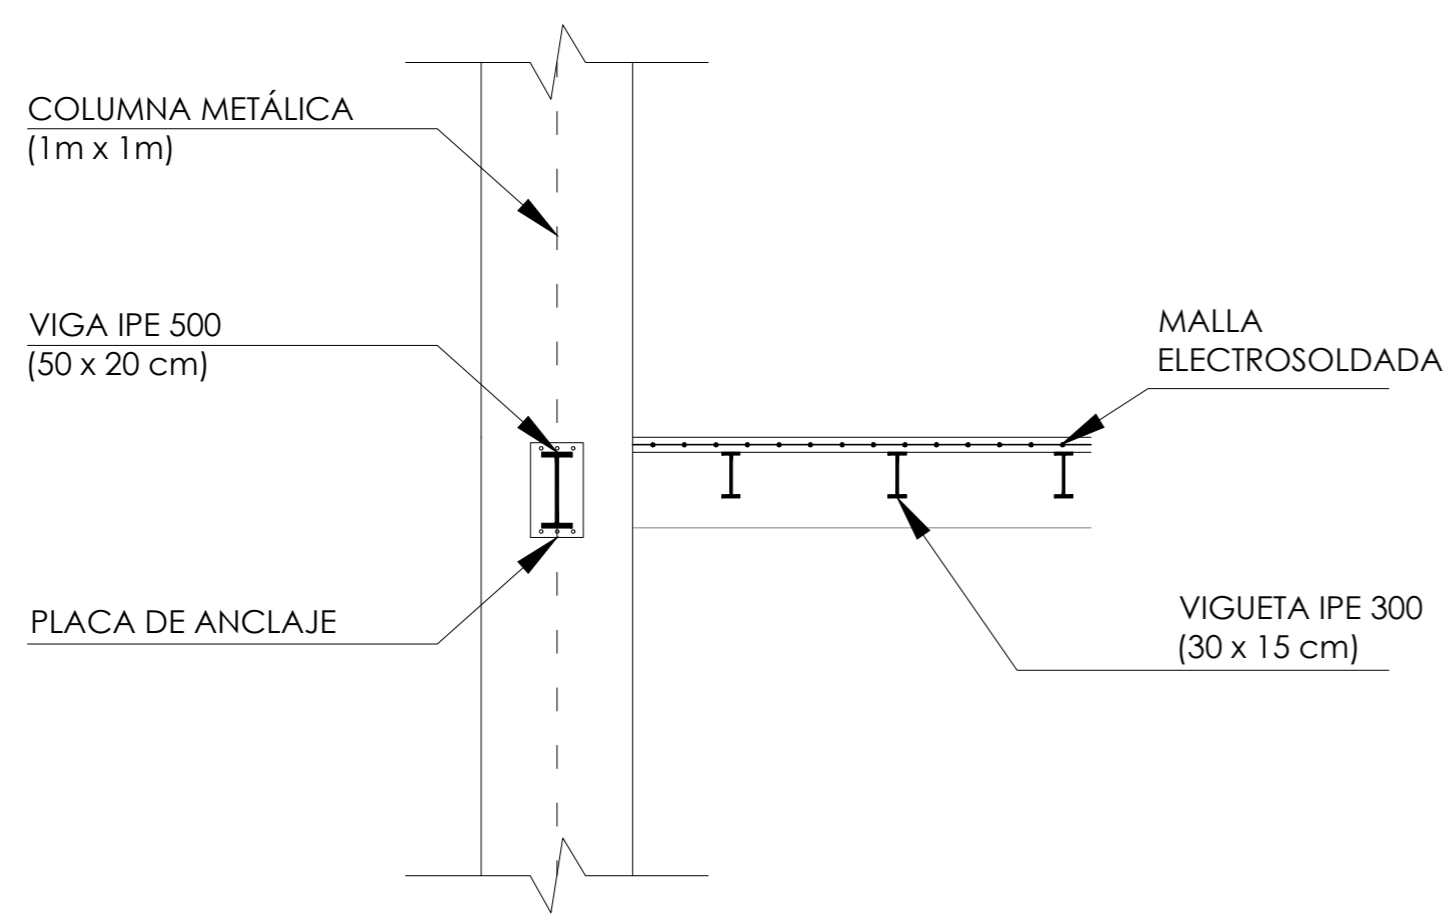 COLUMNA METÁLICA
(1m x 1m)
VIGA IPE 500
(50 x 20 cm)
MALLA
ELECTROSOLDADA
PLACA DE ANCLAJE
VIGUETA IPE 300
(30 x 15 cm)